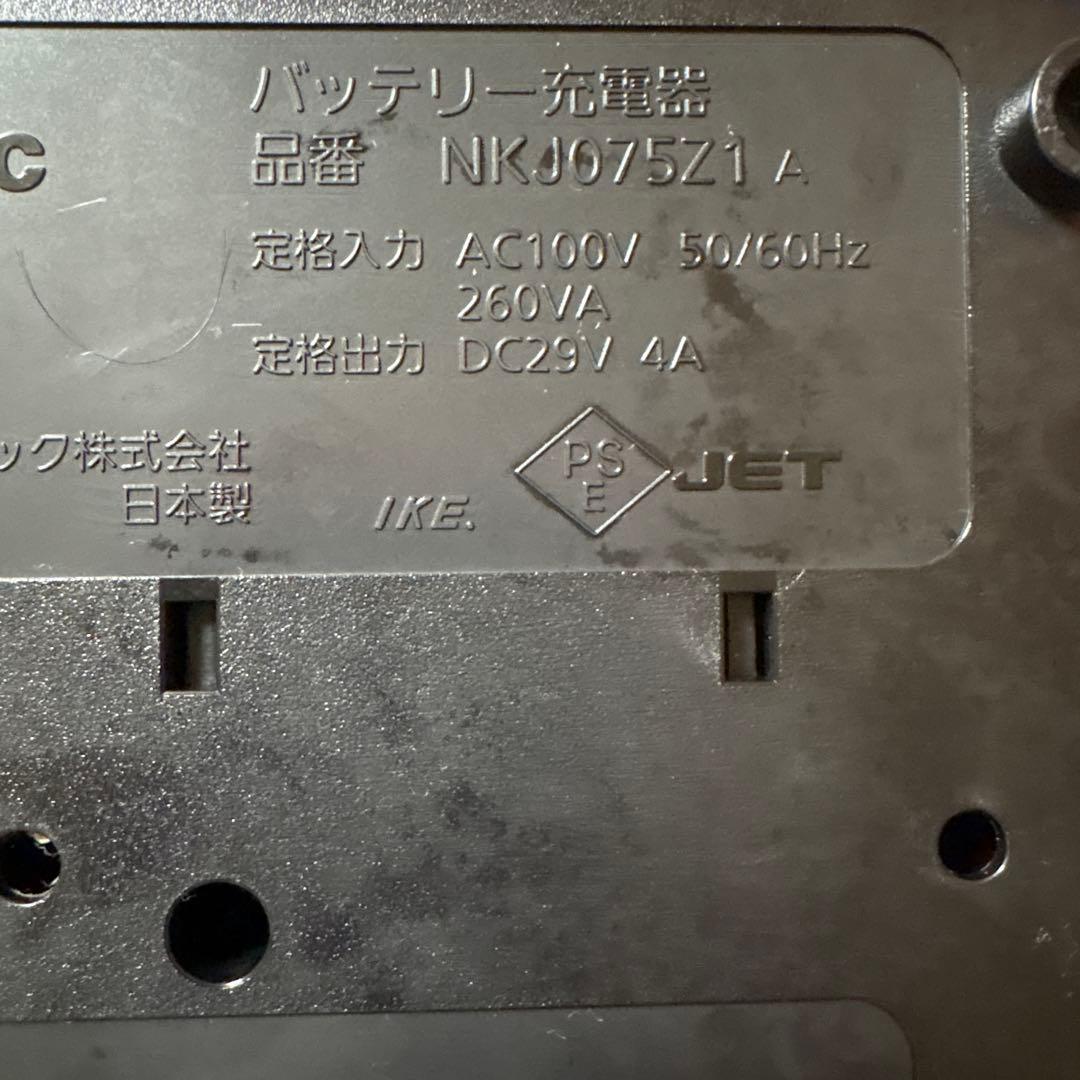 バッテリー充電器
C
品番 NKJ075Z1 A
定格入力 AC100V 50/60Hz
260VA
定格出力 DC29V 4A
ック株式会社
日本製
IKE.
PS
E
JET